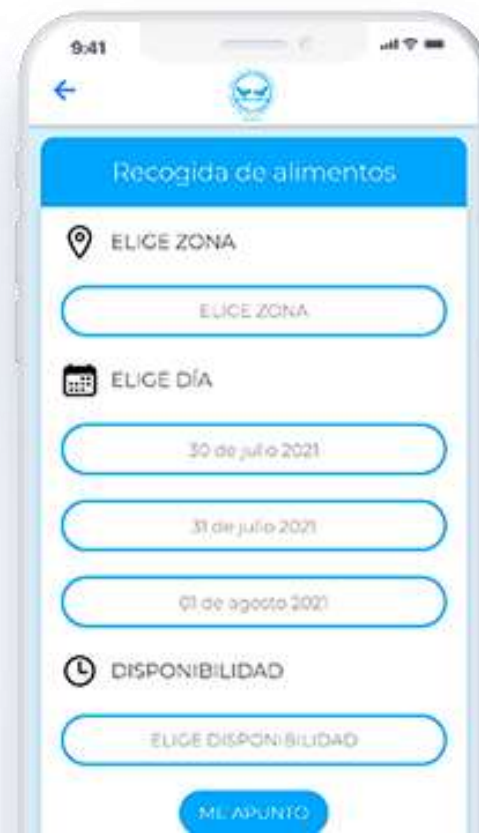 9:41
Recogida de alimentos
ELIGE ZONA
ELIGE ZONA
ELIGE DÍA
30 de julio 2021
31 de julio 2021
01 de agosto 2021
DISPONIBILIDAD
ELIGE DISPONIBILIDAD
ME APUNTO